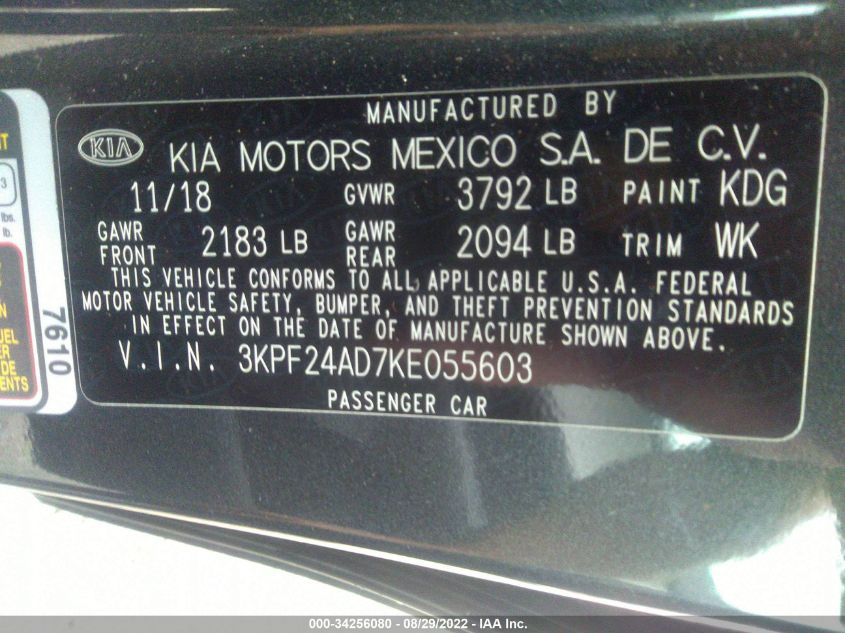 MANUFACTURED BY
KIA KIA MOTORS MEXICO S.A. DE C.V.
11/18 GVWR 3792 LB PAINT KDG
GAWR FRONT 2183 LB GAWR REAR 2094 LB TRIM WK
THIS VEHICLE CONFORMS TO ALL APPLICABLE U.S.A. FEDERAL
MOTOR VEHICLE SAFETY, BUMPER, AND THEFT PREVENTION STANDARDS
IN EFFECT ON THE DATE OF MANUFACTURE SHOWN ABOVE.
V.I.N. 3KPF24AD7KE055603
PASSENGER CAR
7610
3
lbs.
lb.
000-34256080 - 08/29/2022 - IAA Inc.